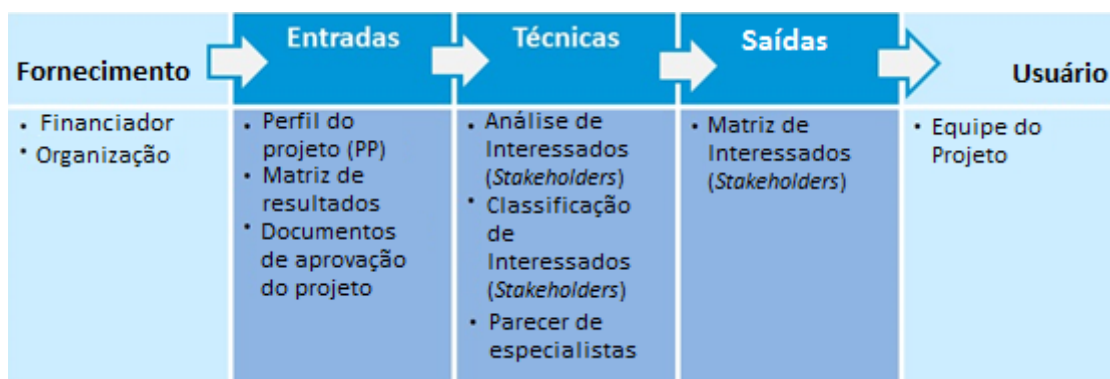 Fornecimento
Entradas
Técnicas
Saídas
Usuário
• Financiador
• Organização
• Perfil do
projeto (PP)
• Matriz de
resultados
• Documentos
de aprovação
do projeto
• Análise de
Interessados
(Stakeholders)
• Classificação
de
Interessados
(Stakeholders)
• Parecer de
especialistas
• Matriz de
Interessados
(Stakeholders)
• Equipe do
Projeto